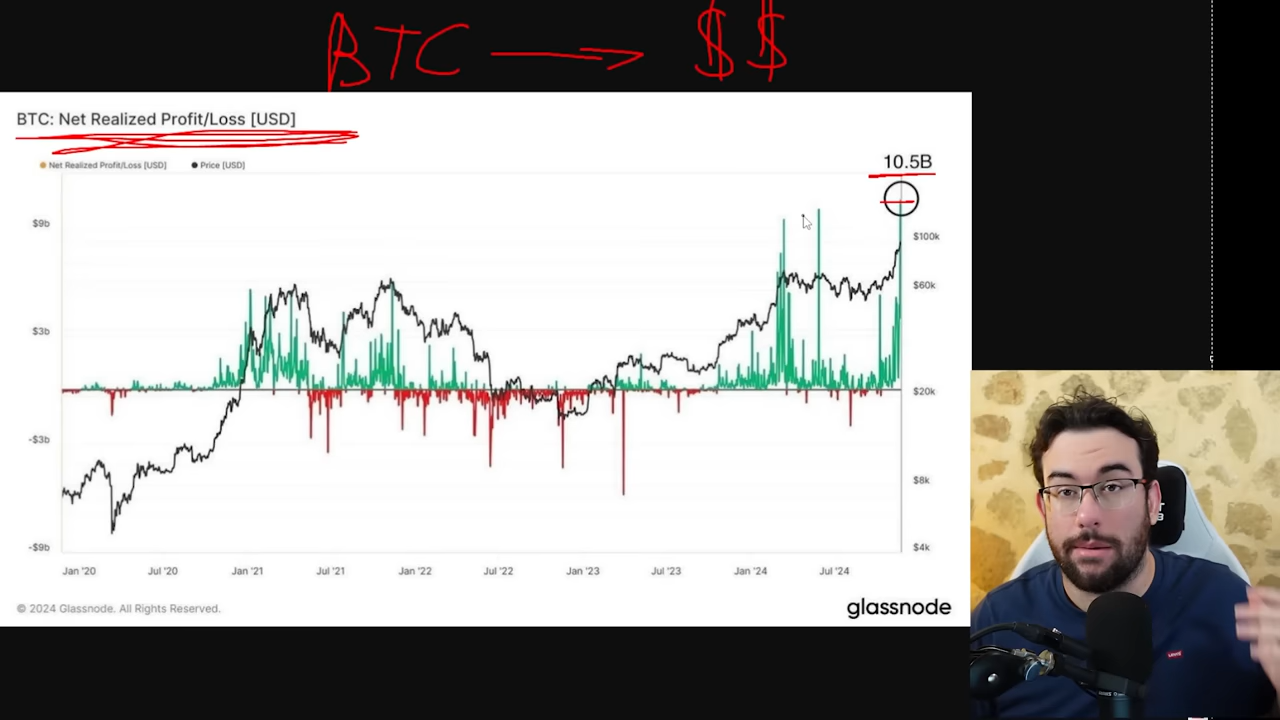 BTC → $$
BTC: Net Realized Profit/Loss [USD]
Net Realized Profit/Loss [USD] Price [USD]
10.5B
$9b
$100k
$60k
$3b
$20k
-$3b
$8k
-$9b
$4k
Jan '20 Jul '20 Jan '21 Jul '21 Jan '22 Jul '22 Jan '23 Jul '23 Jan '24 Jul '24
© 2024 Glassnode. All Rights Reserved.
glassnode
Levi's